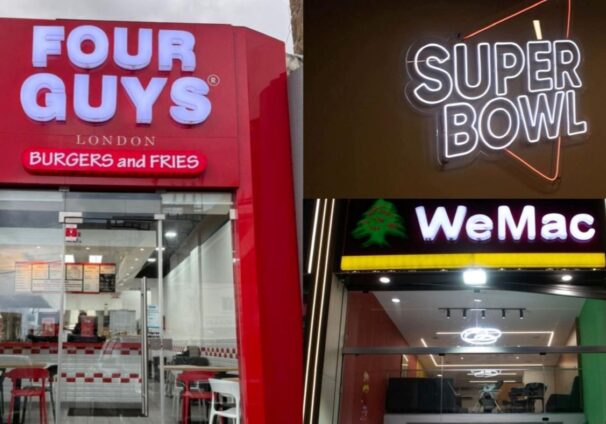 FOUR
GUYS ®
LONDON
BURGERS and FRIES
SUPER
BOWL
WeMac